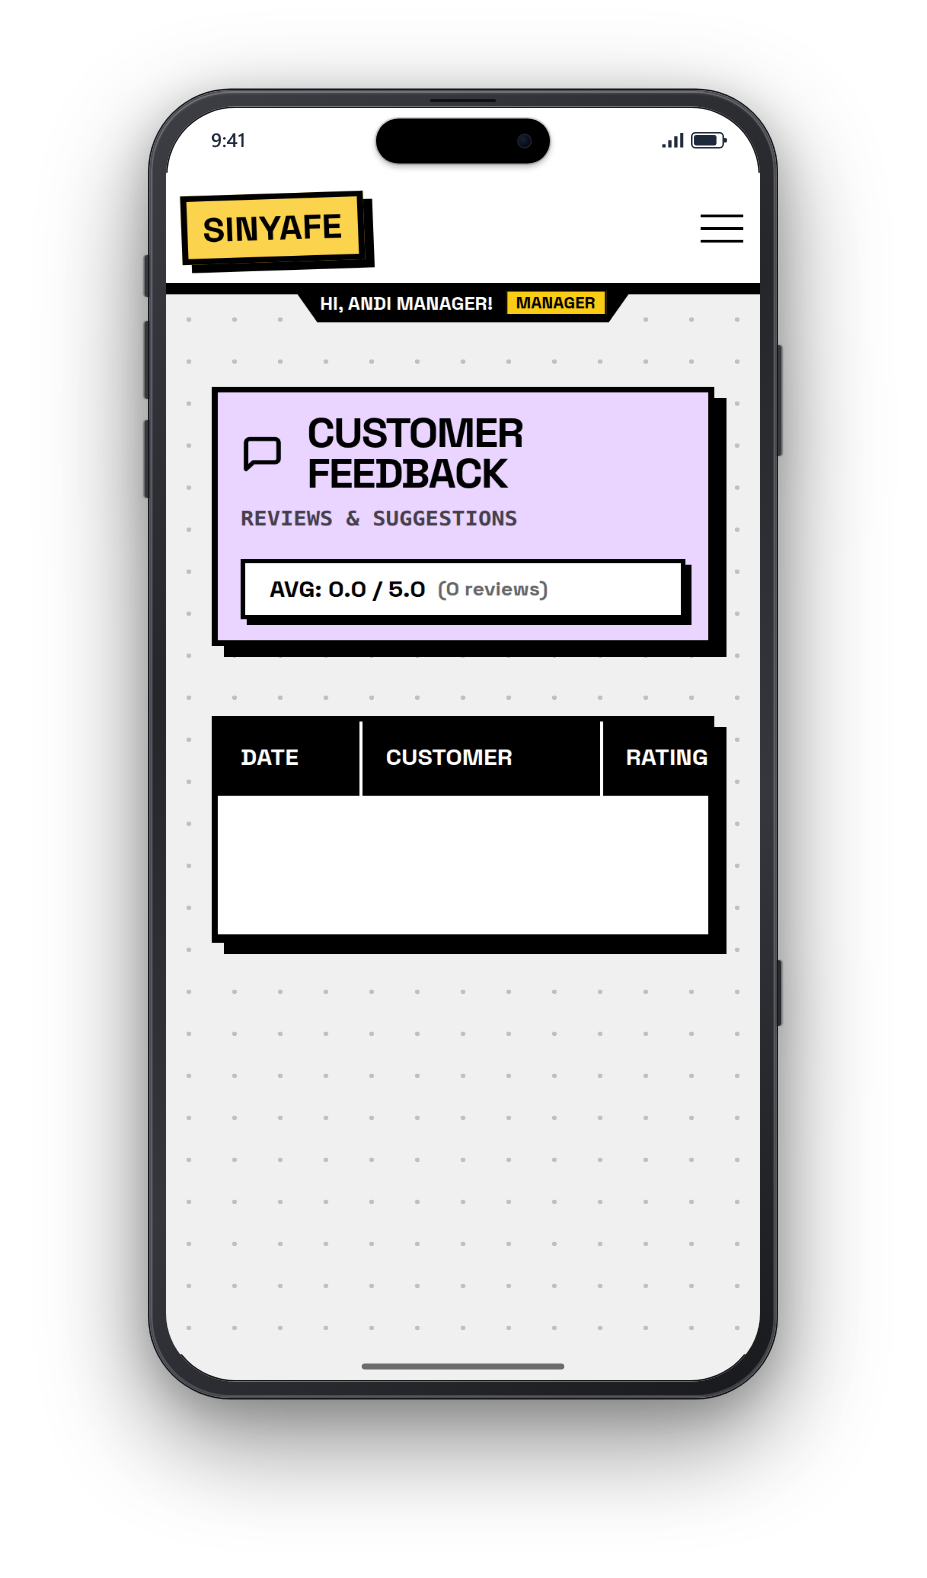 9:41
SINYAFE
HI, ANDI MANAGER! MANAGER
CUSTOMER
FEEDBACK
REVIEWS & SUGGESTIONS
AVG: 0.0 / 5.0 (0 reviews)
DATE CUSTOMER RATING